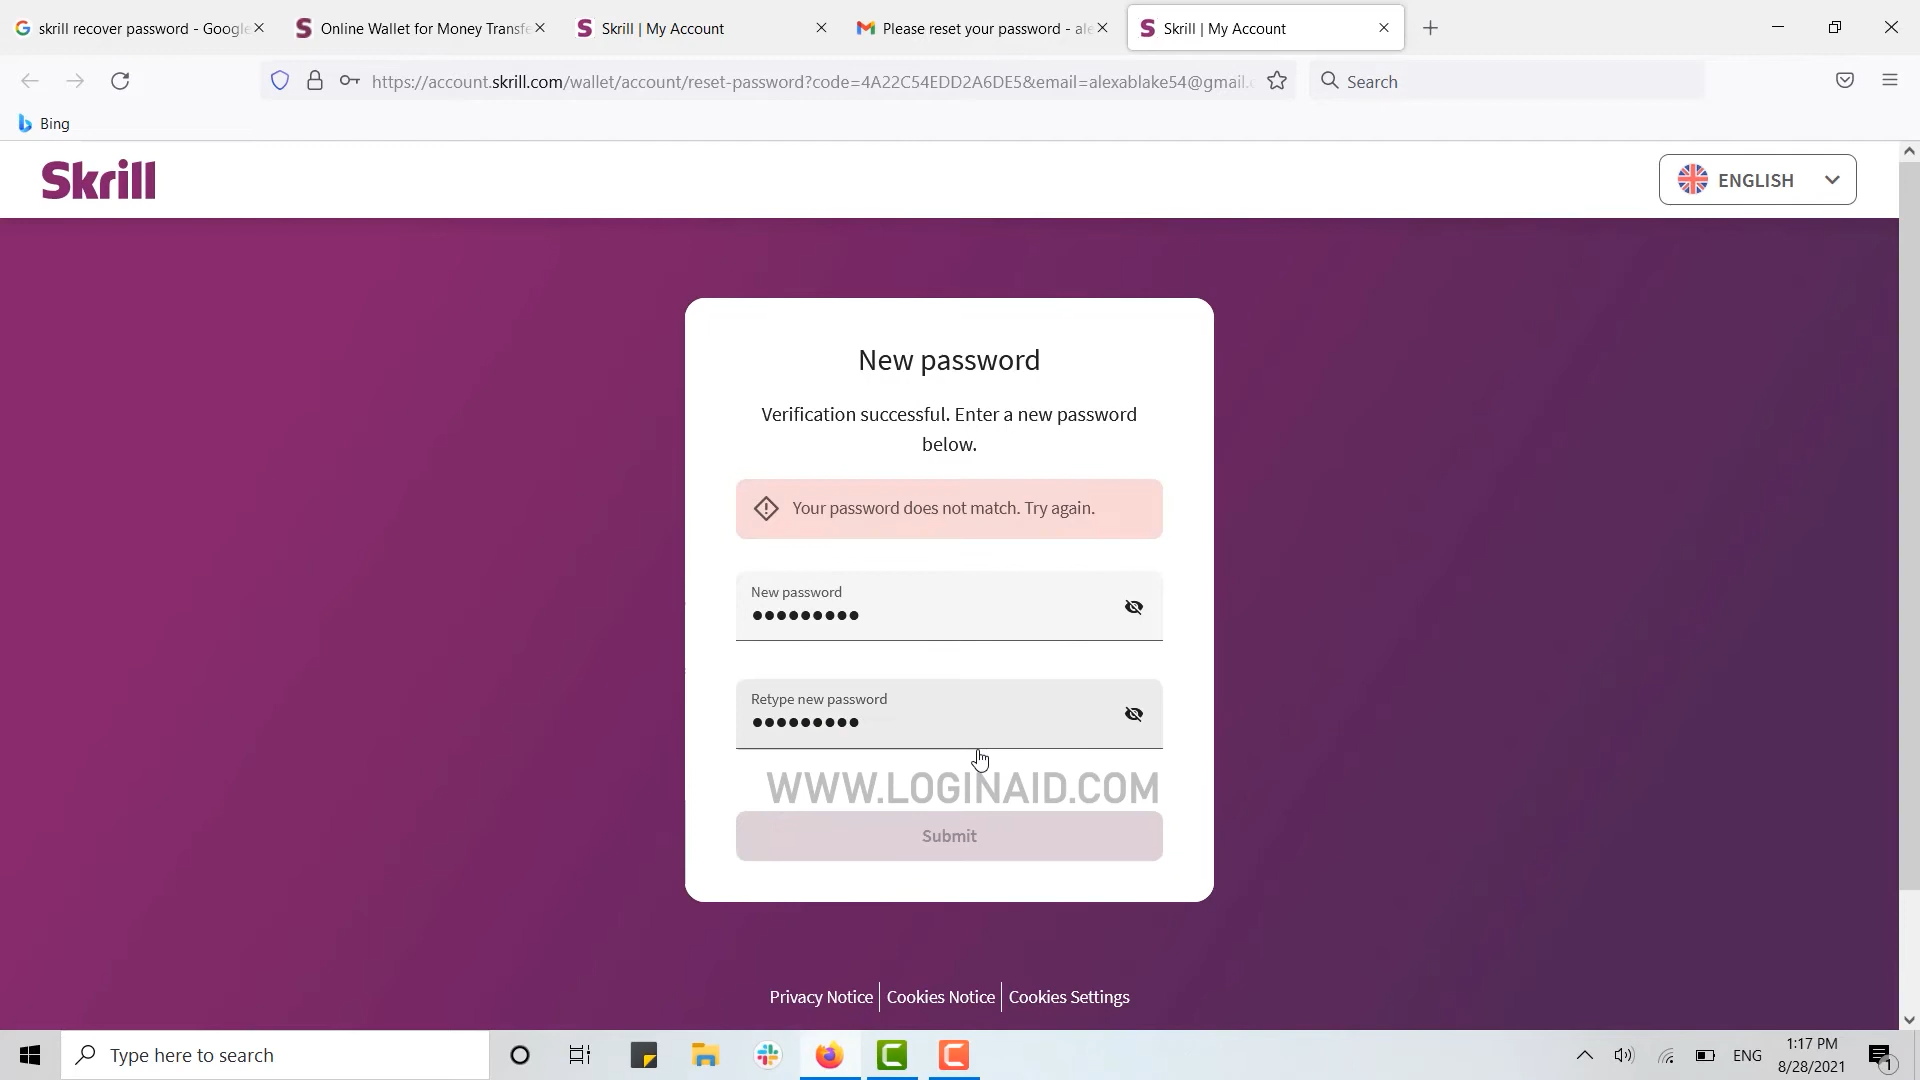 skrill recover password - Google
Online Wallet for Money Transfe
Skrill | My Account
Please reset your password - ale
Skrill | My Account
https://account.skrill.com/wallet/account/reset-password?code=4A22C54EDD2A6DE5&email=alexablake54@gmail.c
Search
Bing
Skrill
ENGLISH
New password
Verification successful. Enter a new password
below.
Your password does not match. Try again.
New password
●●●●●●●●●
Retype new password
●●●●●●●●●
WWW.LOGINAID.COM
Submit
Privacy Notice
Cookies Notice
Cookies Settings
Type here to search
ENG
1:17 PM
8/28/2021
1